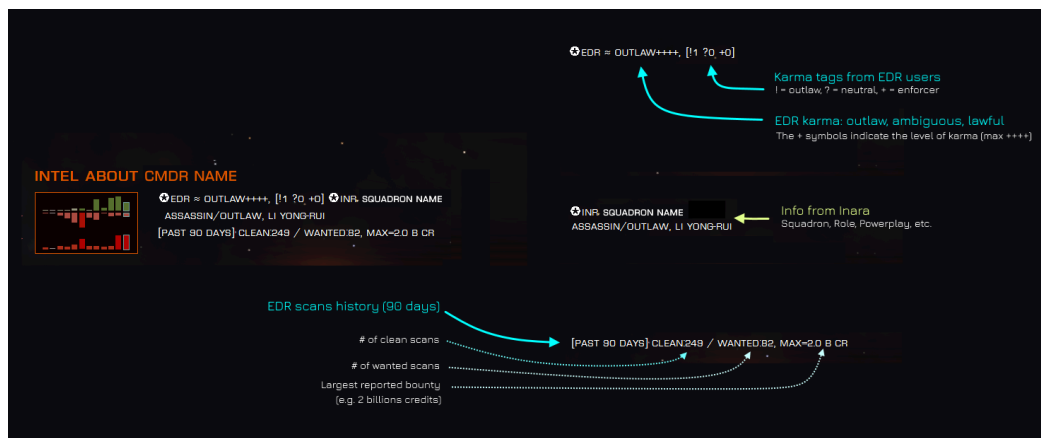 ✪EDR ≈ OUTLAW++++, [!1 ?0, +0]
Karma tags from EDR users
! = outlaw, ? = neutral, + = enforcer
EDR karma: outlaw, ambiguous, lawful
The + symbols indicate the level of karma (max ++++)
INTEL ABOUT CMDR NAME
✪EDR ≈ OUTLAW++++, [!1 ?0, +0] ✪INR, SQUADRON NAME
ASSASSIN/OUTLAW, LI YONG-RUI
[PAST 90 DAYS]: CLEAN:249 / WANTED:82, MAX=2.0 B CR
✪INR, SQUADRON NAME
ASSASSIN/OUTLAW, LI YONG-RUI
Info from Inara
Squadron, Role, Powerplay, etc.
EDR scans history (90 days)
# of clean scans
# of wanted scans
Largest reported bounty
(e.g. 2 billions credits)
[PAST 90 DAYS]: CLEAN:249 / WANTED:82, MAX=2.0 B CR